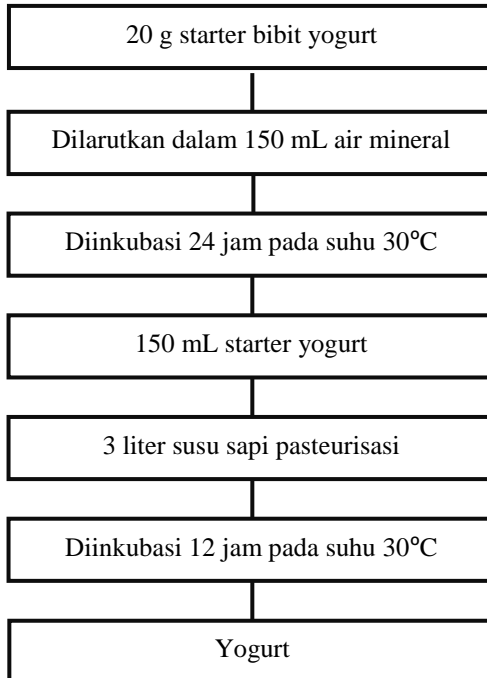 20 g starter bibit yogurt
Dilarutkan dalam 150 mL air mineral
Diinkubasi 24 jam pada suhu 30°C
150 mL starter yogurt
3 liter susu sapi pasteurisasi
Diinkubasi 12 jam pada suhu 30°C
Yogurt